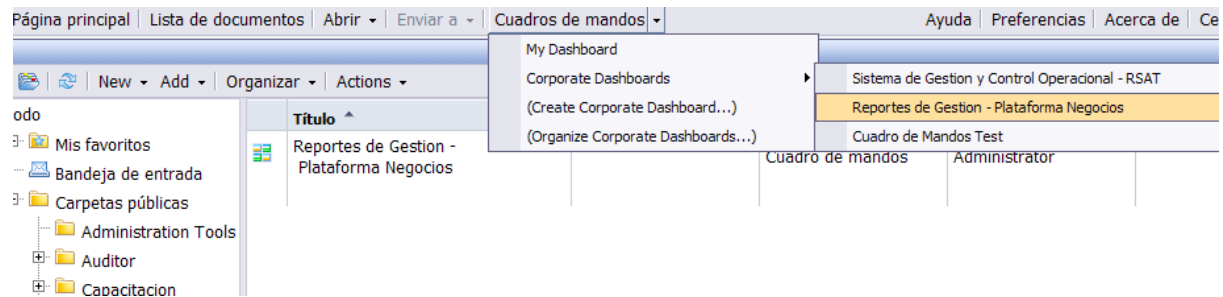 Página principal Lista de documentos Abrir Enviar a Cuadros de mandos Ayuda Preferencias Acerca de Ce
My Dashboard
New Add Organizar Actions Corporate Dashboards Sistema de Gestion y Control Operacional - RSAT
odo Título (Create Corporate Dashboard...) Reportes de Gestion - Plataforma Negocios
Mis favoritos Reportes de Gestion - (Organize Corporate Dashboards...) Cuadro de Mandos Test
Plataforma Negocios Cuadro de mandos Administrator
Bandeja de entrada
Carpetas públicas
Administration Tools
Auditor
Capacitacion